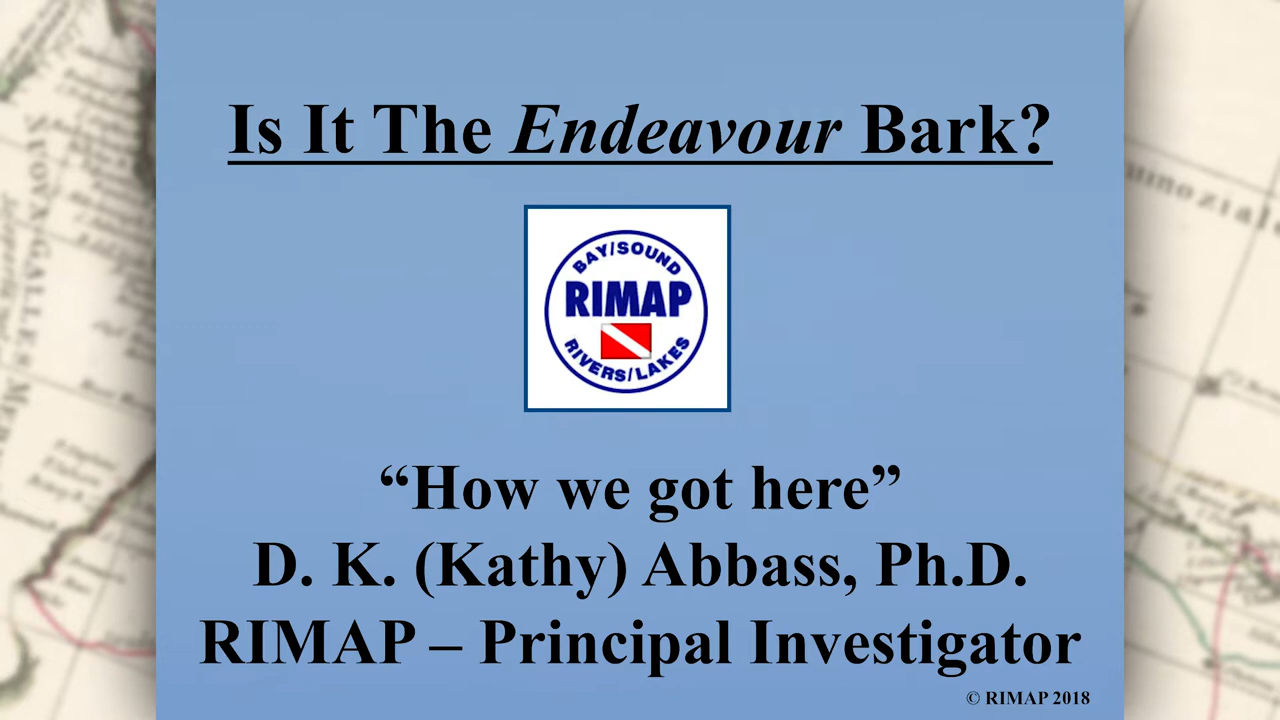 Is It The Endeavour Bark?
BAY/SOUND
RIMAP
RIVERS/LAKES
“How we got here”
D. K. (Kathy) Abbass, Ph.D.
RIMAP – Principal Investigator
© RIMAP 2018